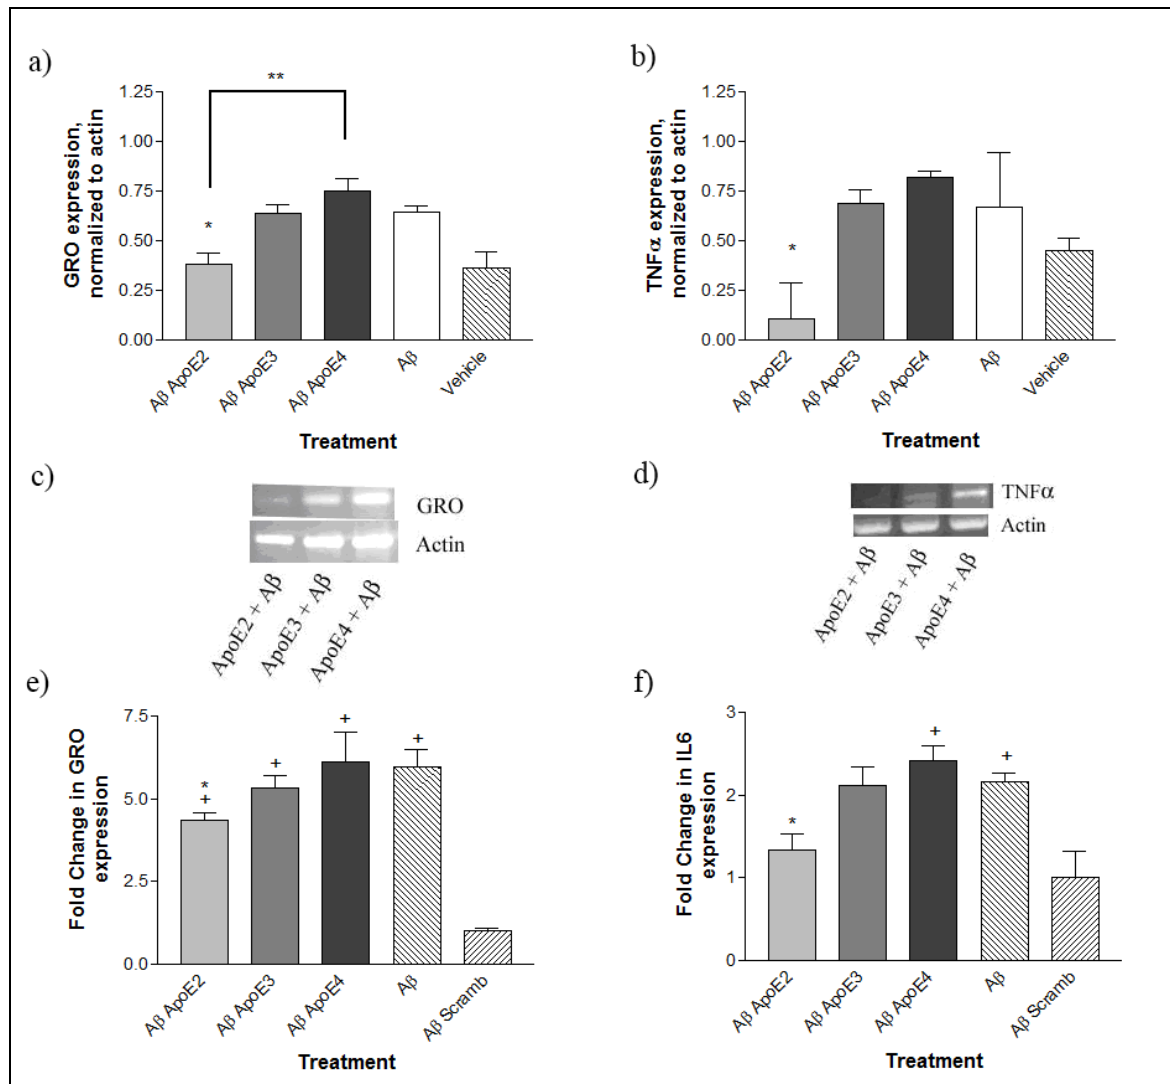 a)
**
1.25
1.00
0.75
0.50
0.25
0.00
GRO expression,
normalized to actin
*
Aβ ApoE2
Aβ ApoE3
Aβ ApoE4
Aβ
Vehicle
Treatment
b)
1.25
1.00
0.75
0.50
0.25
0.00
TNFα expression,
normalized to actin
*
Aβ ApoE2
Aβ ApoE3
Aβ ApoE4
Aβ
Vehicle
Treatment
c)
GRO
Actin
ApoE2 + Aβ
ApoE3 + Aβ
ApoE4 + Aβ
d)
TNFα
Actin
ApoE2 + Aβ
ApoE3 + Aβ
ApoE4 + Aβ
e)
7.5
5.0
2.5
0.0
Fold Change in GRO
expression
*
+
+
+
+
Aβ ApoE2
Aβ ApoE3
Aβ ApoE4
Aβ
Aβ Scramb
Treatment
f)
3
2
1
0
Fold Change in IL6
expression
*
+
+
Aβ ApoE2
Aβ ApoE3
Aβ ApoE4
Aβ
Aβ Scramb
Treatment